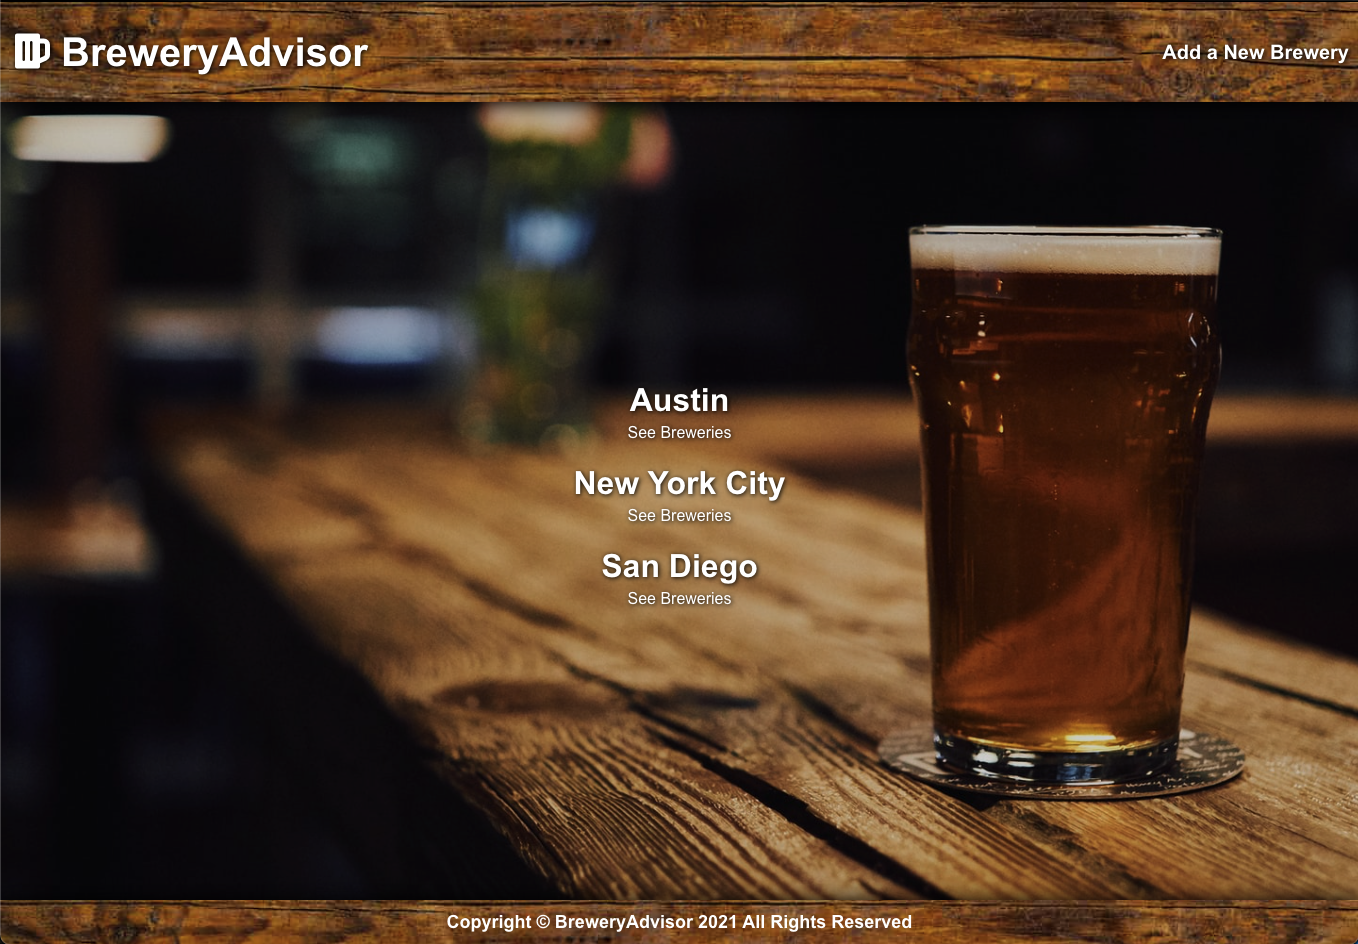 BreweryAdvisor
Add a New Brewery
Austin
See Breweries
New York City
See Breweries
San Diego
See Breweries
Copyright © BreweryAdvisor 2021 All Rights Reserved